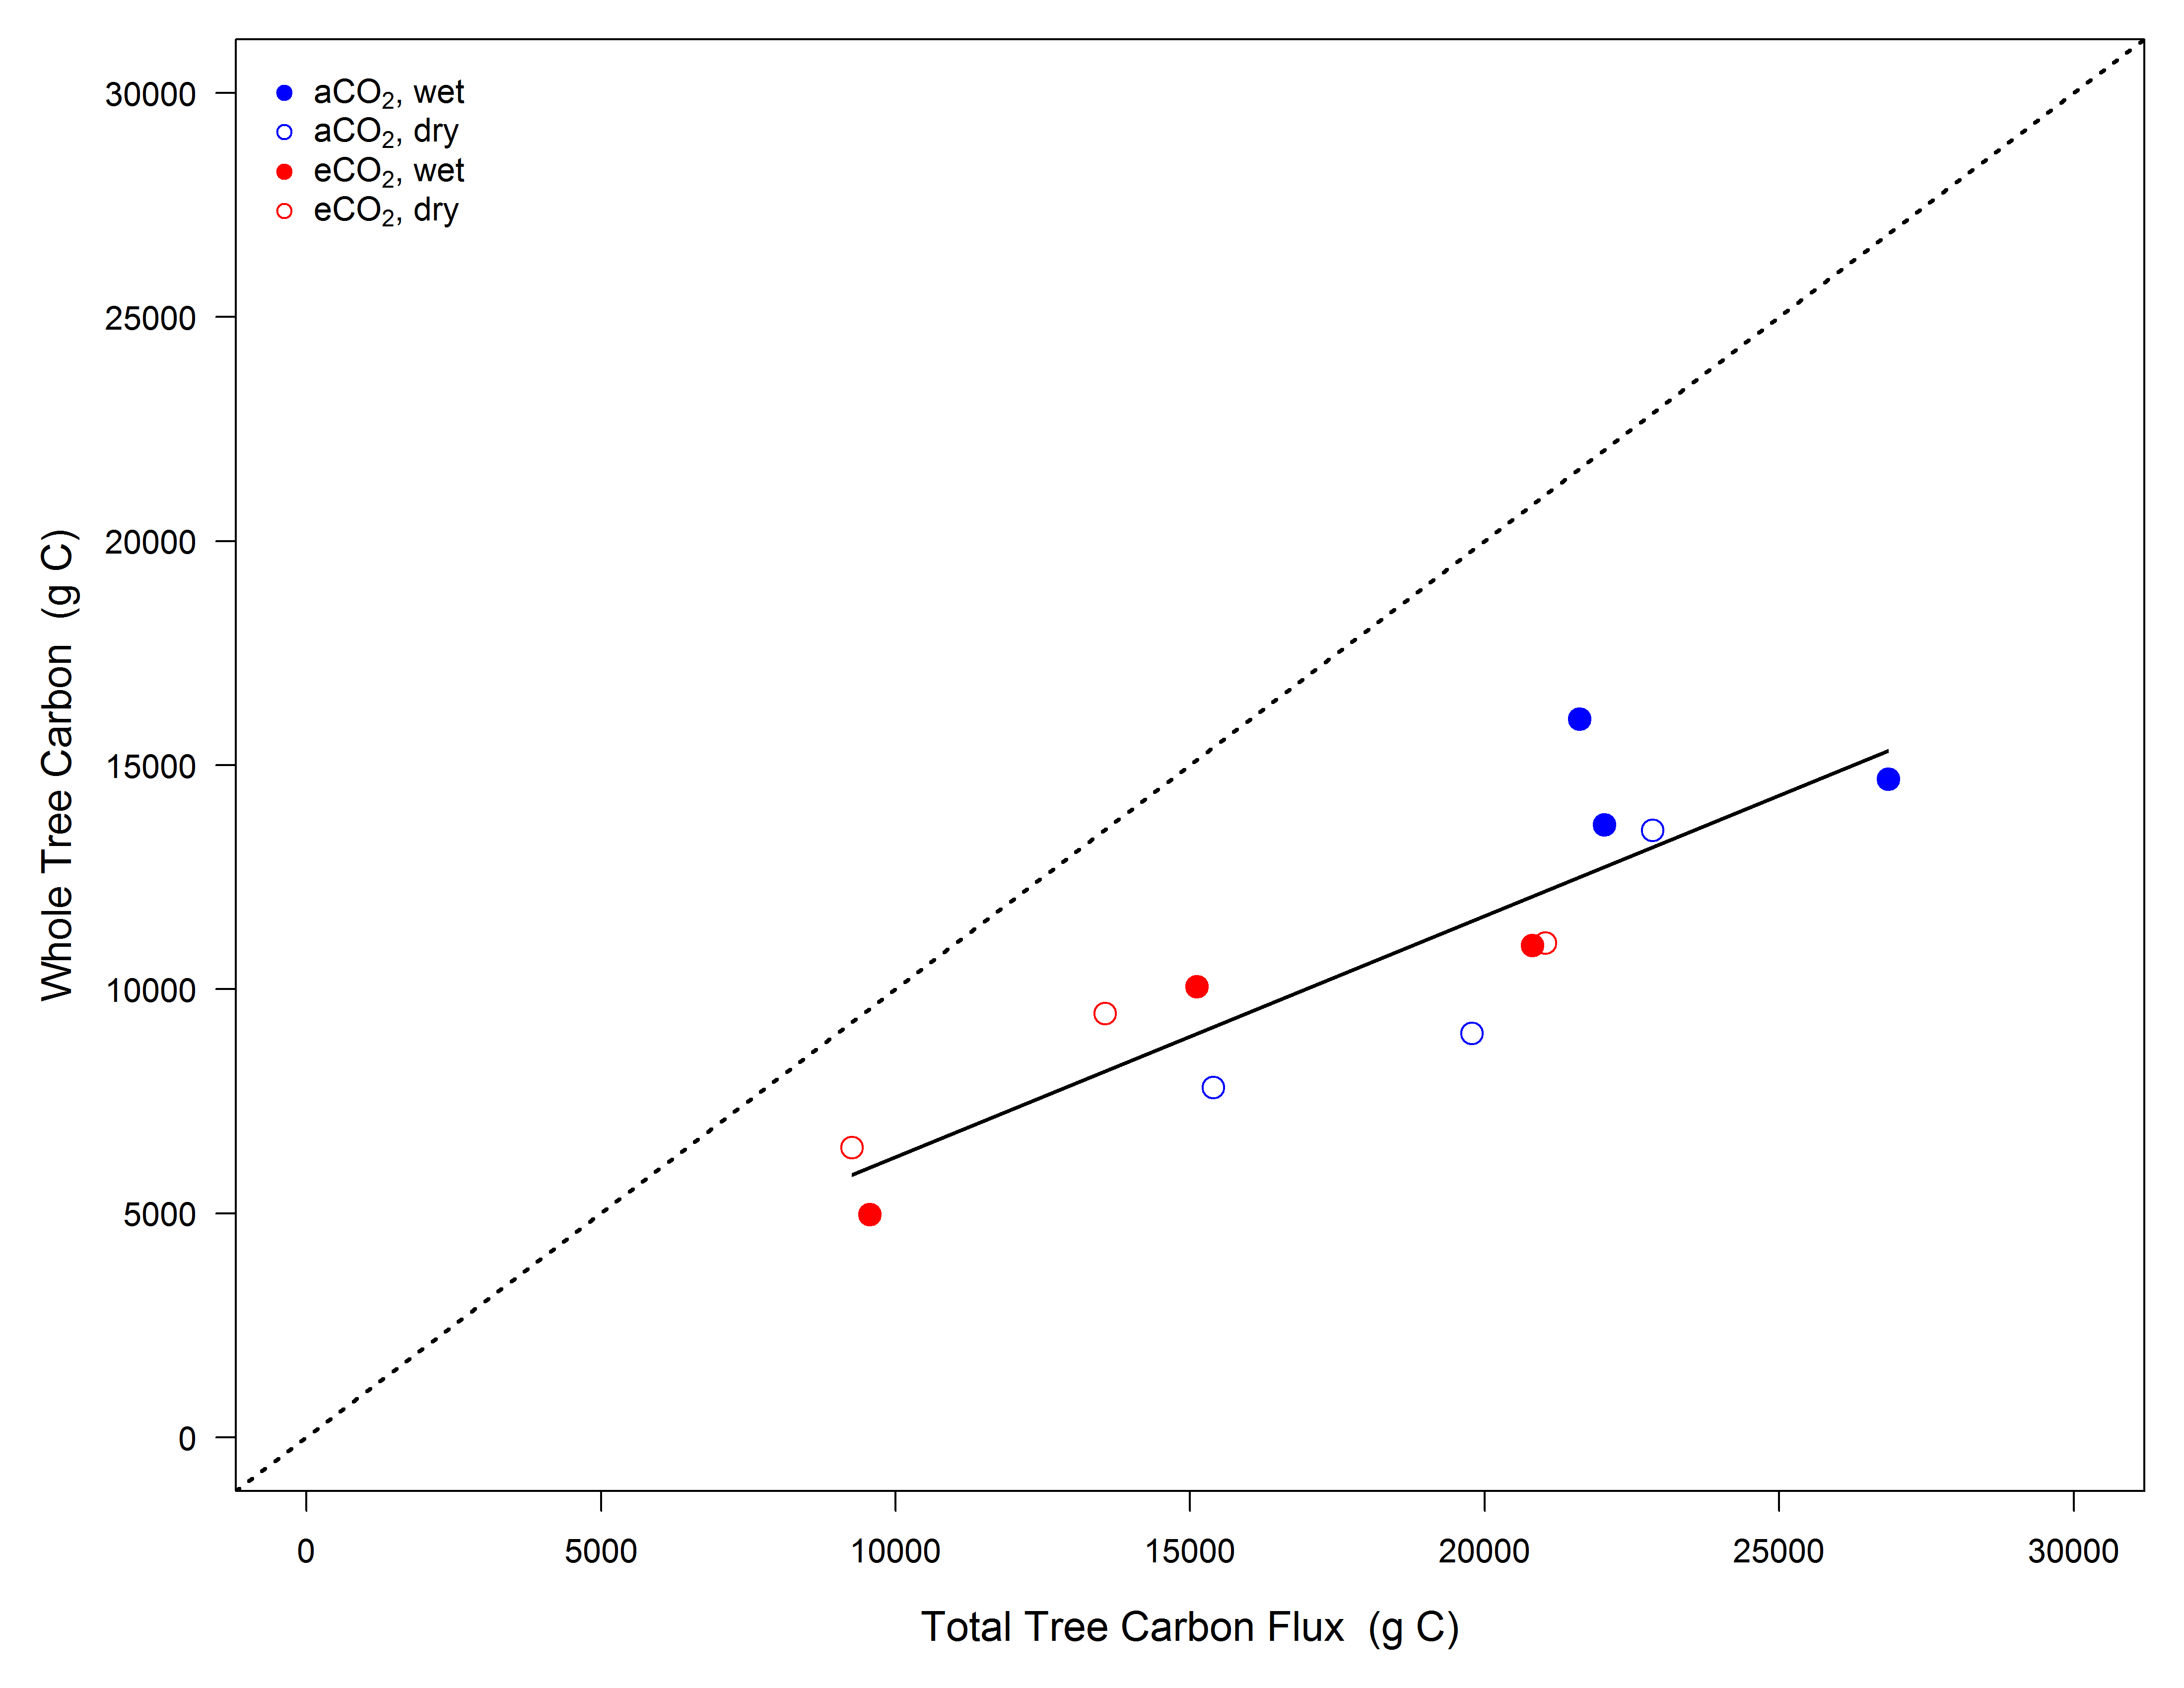 aCO₂, wet
aCO₂, dry
eCO₂, wet
eCO₂, dry
30000
25000
20000
15000
10000
5000
0
Whole Tree Carbon (g C)
0 5000 10000 15000 20000 25000 30000
Total Tree Carbon Flux (g C)